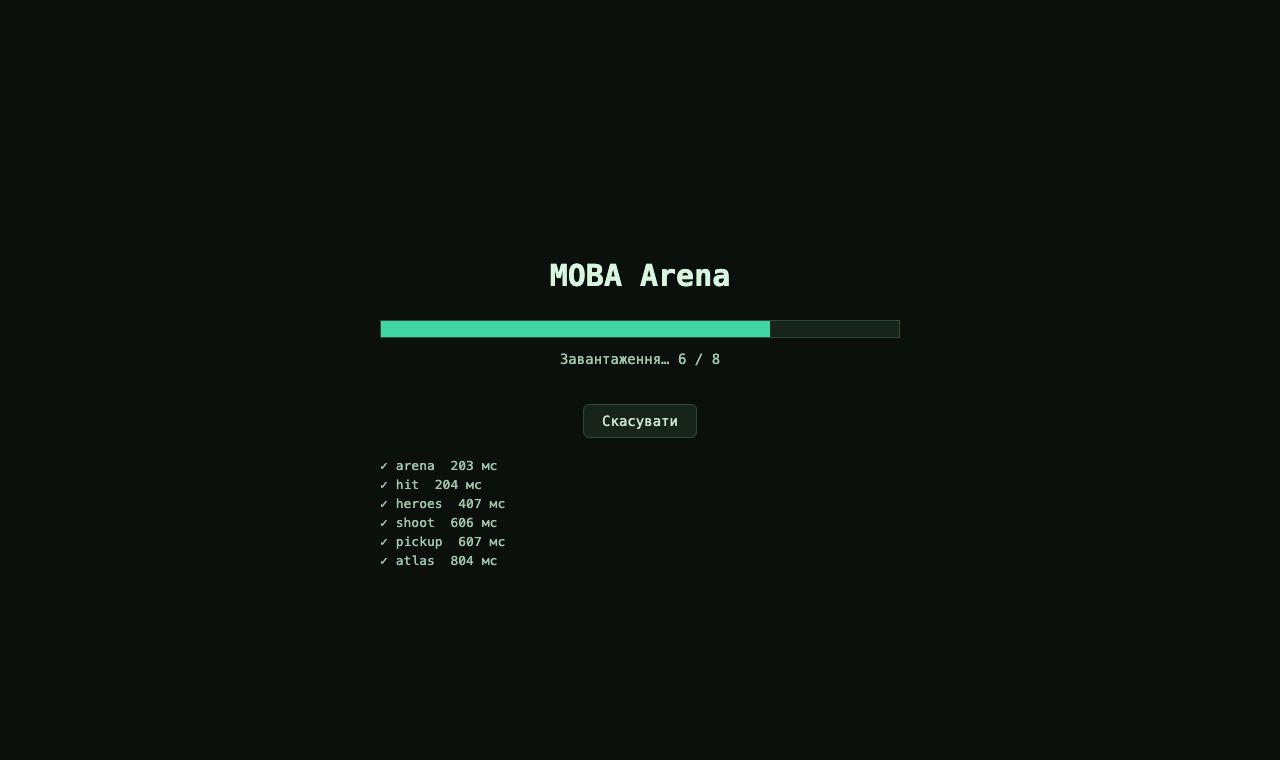 MOBA Arena
Завантаження… 6 / 8
Скасувати
✓ arena  203 мс
✓ hit  204 мс
✓ heroes  407 мс
✓ shoot  606 мс
✓ pickup  607 мс
✓ atlas  804 мс